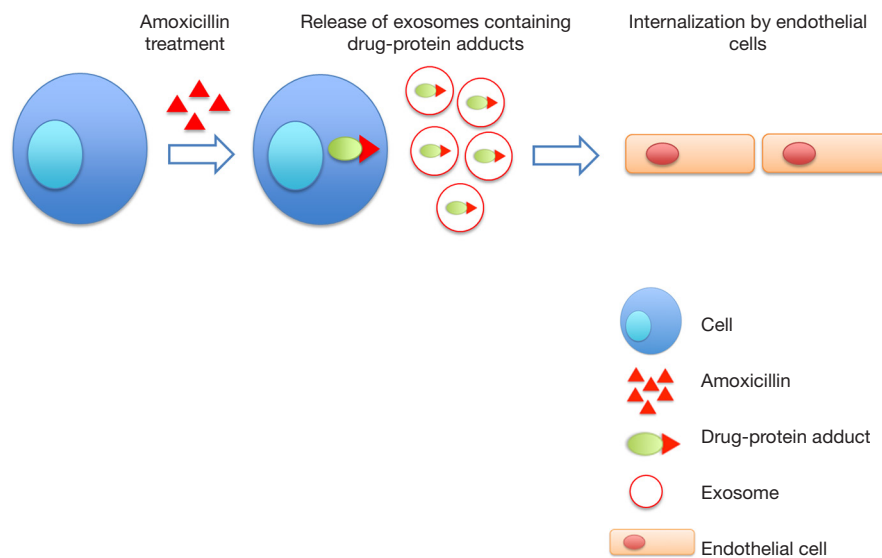 Amoxicillin
treatment
Release of exosomes containing
drug-protein adducts
Internalization by endothelial
cells
Cell
Amoxicillin
Drug-protein adduct
Exosome
Endothelial cell